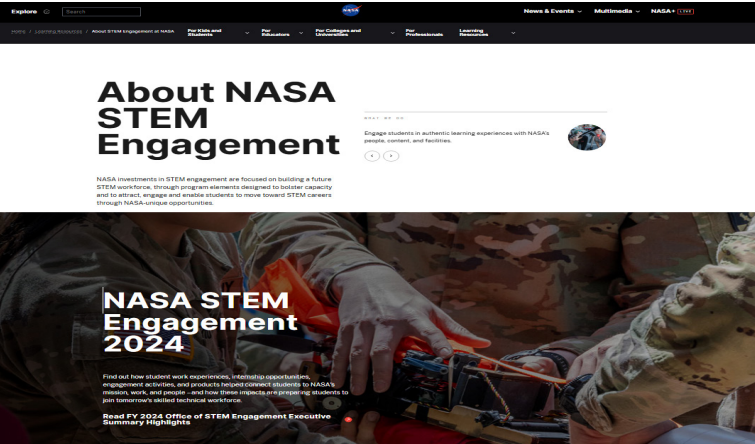 Explore
Search
NASA
News & Events
Multimedia
NASA+ LIVE
Home / Learning Resources / About STEM Engagement at NASA
For Kids and
Students
For
Educators
For Colleges and
Universities
For
Professionals
Learning
Resources
About NASA
STEM
Engagement
NASA investments in STEM engagement are focused on building a future
STEM workforce, through program elements designed to bolster capacity
and to attract, engage and enable students to move toward STEM careers
through NASA-unique opportunities.
WHAT WE DO
Engage students in authentic learning experiences with NASA's
people, content, and facilities.
NASA STEM
Engagement
2024
Find out how student work experiences, internship opportunities,
engagement activities, and products helped connect students to NASA's
mission, work, and people –and how these impacts are preparing students to
join tomorrow's skilled technical workforce.
Read FY 2024 Office of STEM Engagement Executive
Summary Highlights